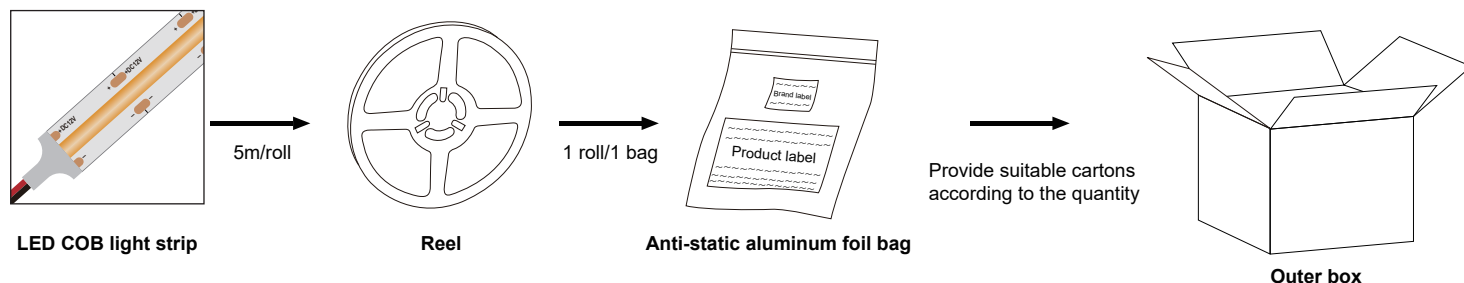 +DC12V
+DC12V
+DC12V
5m/roll
1 roll/1 bag
Brand label
Product label
Provide suitable cartons
according to the quantity
LED COB light strip
Reel
Anti-static aluminum foil bag
Outer box